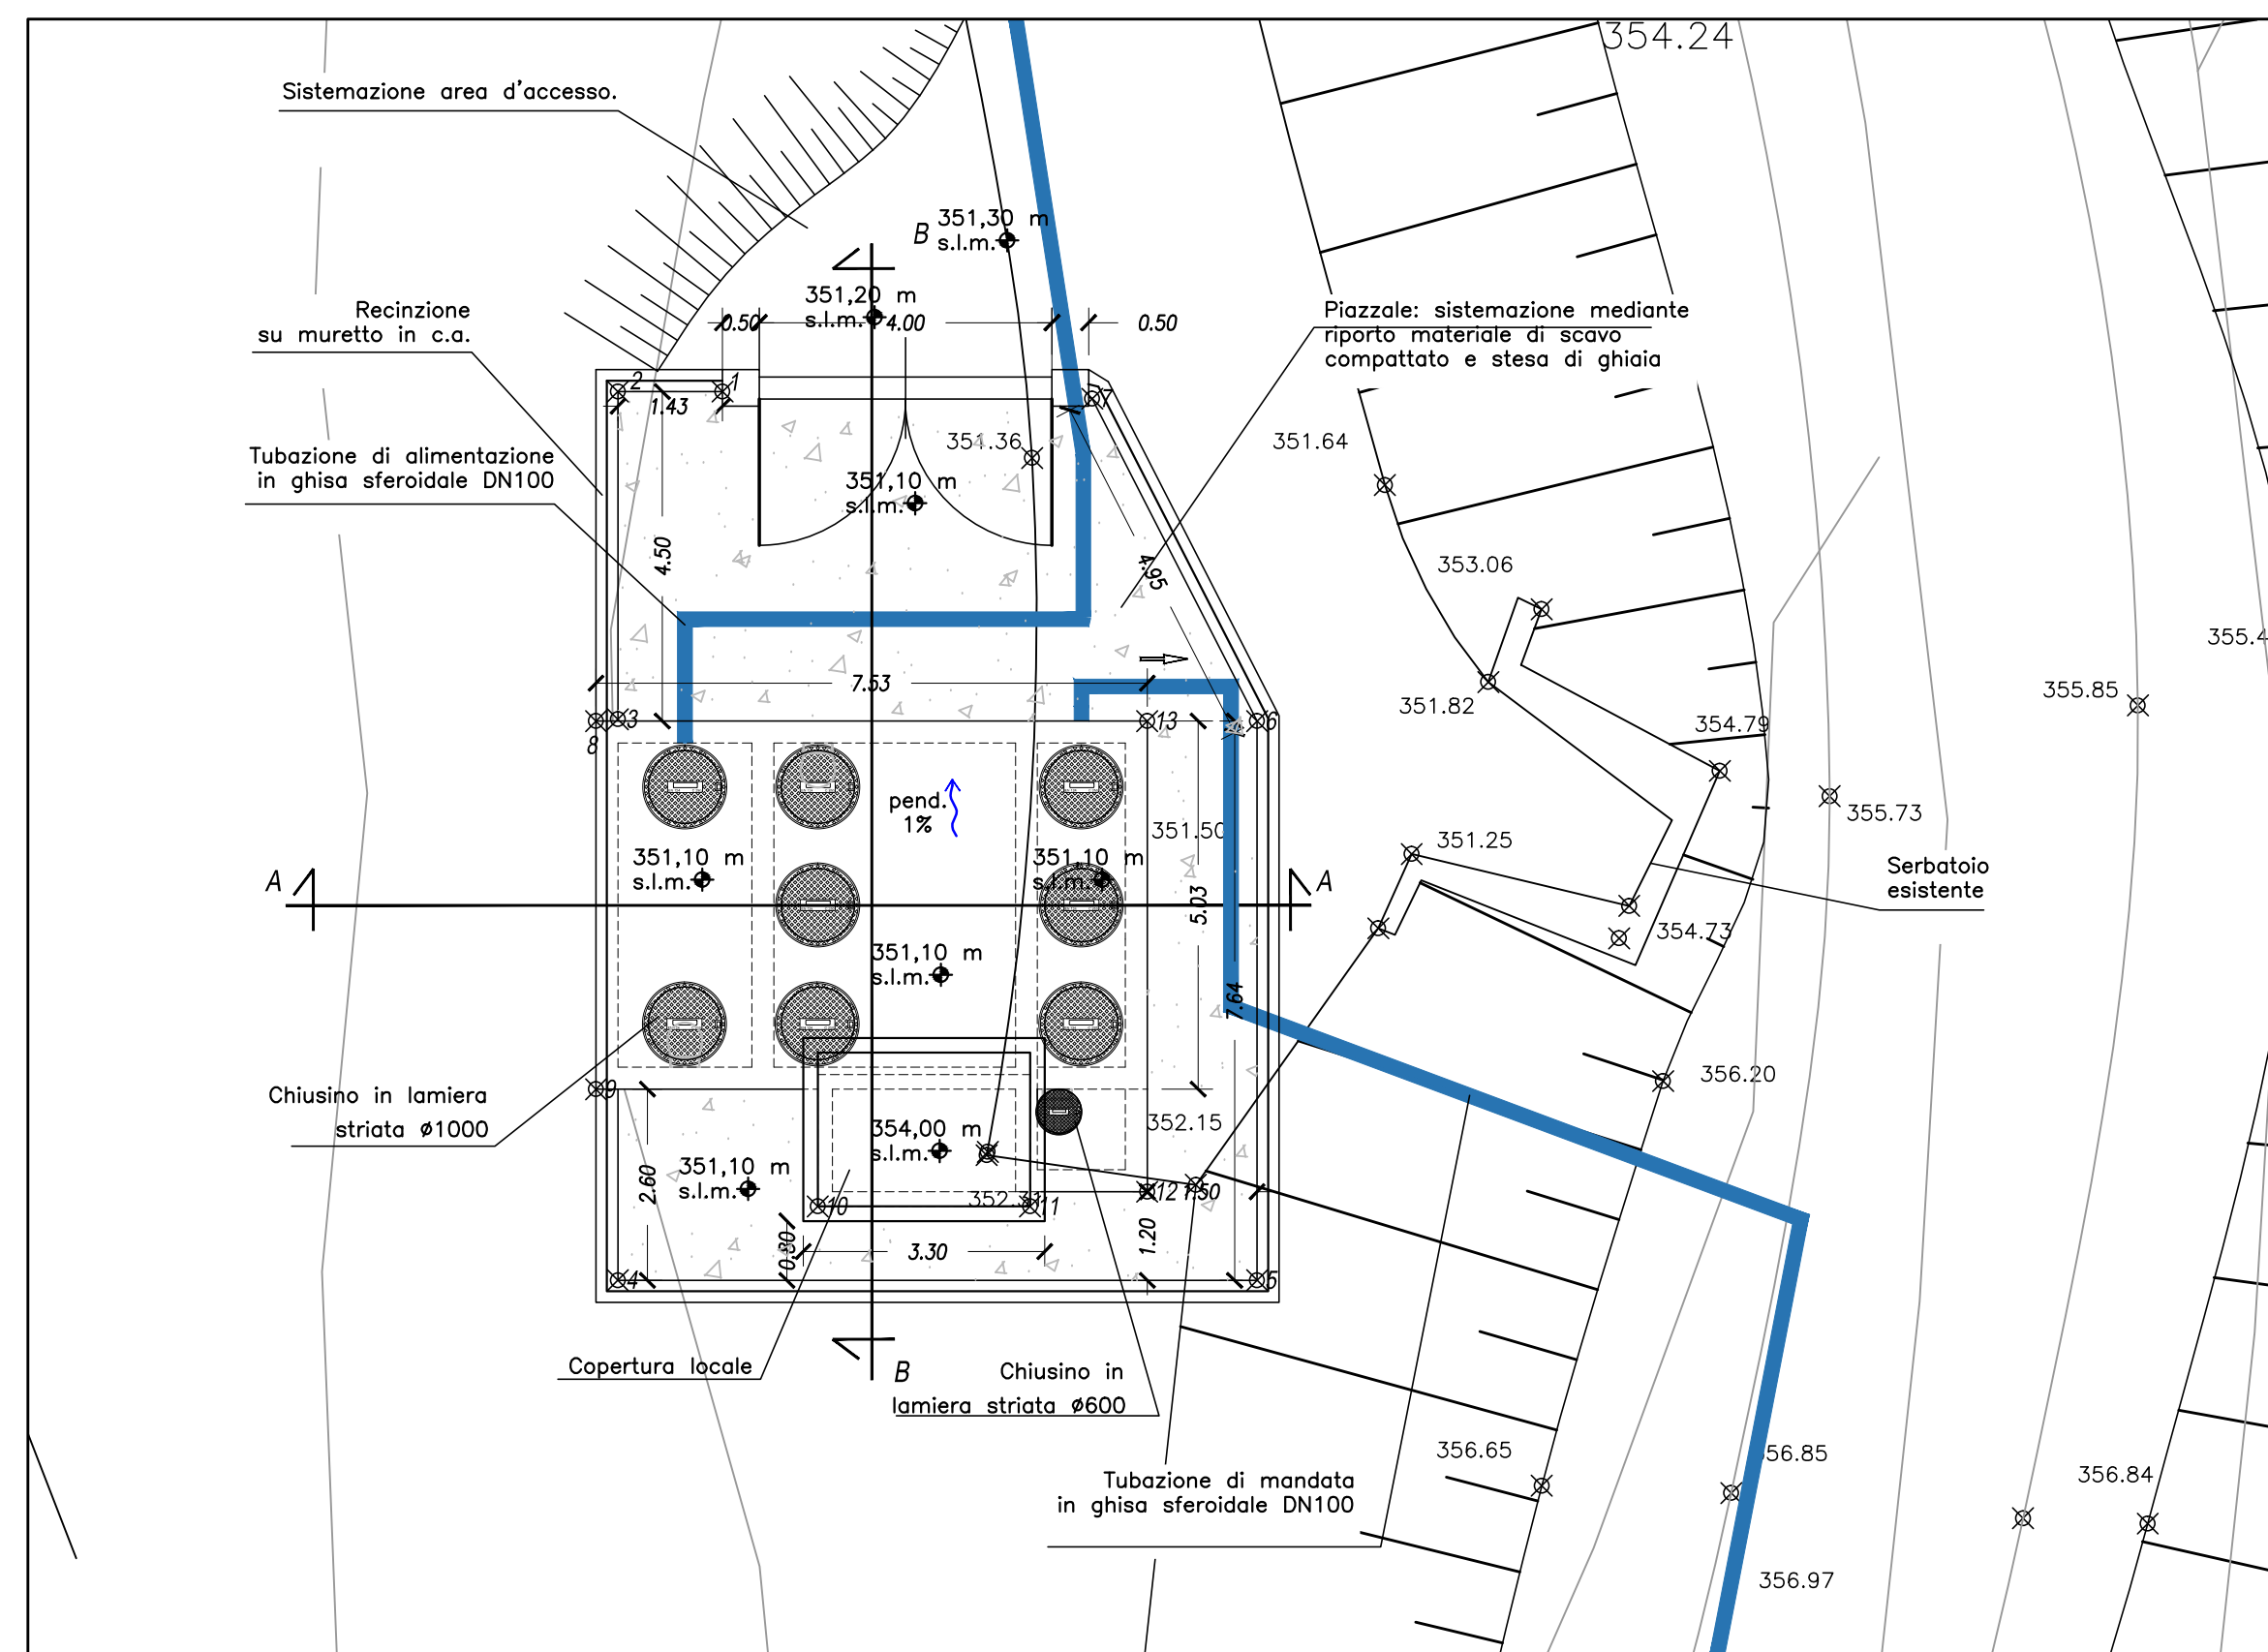 354.24
Sistemazione area d'accesso.
B
351,30 m
s.l.m.
351,20 m
s.l.m.
0.50
4.00
0.50
Recinzione
su muretto in c.a.
Piazzale: sistemazione mediante
riporto materiale di scavo
compattato e stesa di ghiaia
2
1
7
1.43
351.64
Tubazione di alimentazione
in ghisa sferoidale DN100
351,10 m
s.l.m.
4.50
4.95
353.06
355.4
7.53
351.82
355.85
354.79
3
13
6
8
pend.
1%
351.50
351.25
355.73
351,10 m
s.l.m.
351,10 m
s.l.m.
A
A
Serbatoio
esistente
5.03
354.73
351,10 m
s.l.m.
7.64
356.20
Chiusino in lamiera
striata ø1000
9
352.15
354,00 m
s.l.m.
351,10 m
s.l.m.
2.60
10
11
12
1.50
1.20
0.80
3.30
4
5
Copertura locale
B
Chiusino in
lamiera striata ø600
356.65
56.85
356.84
Tubazione di mandata
in ghisa sferoidale DN100
356.97